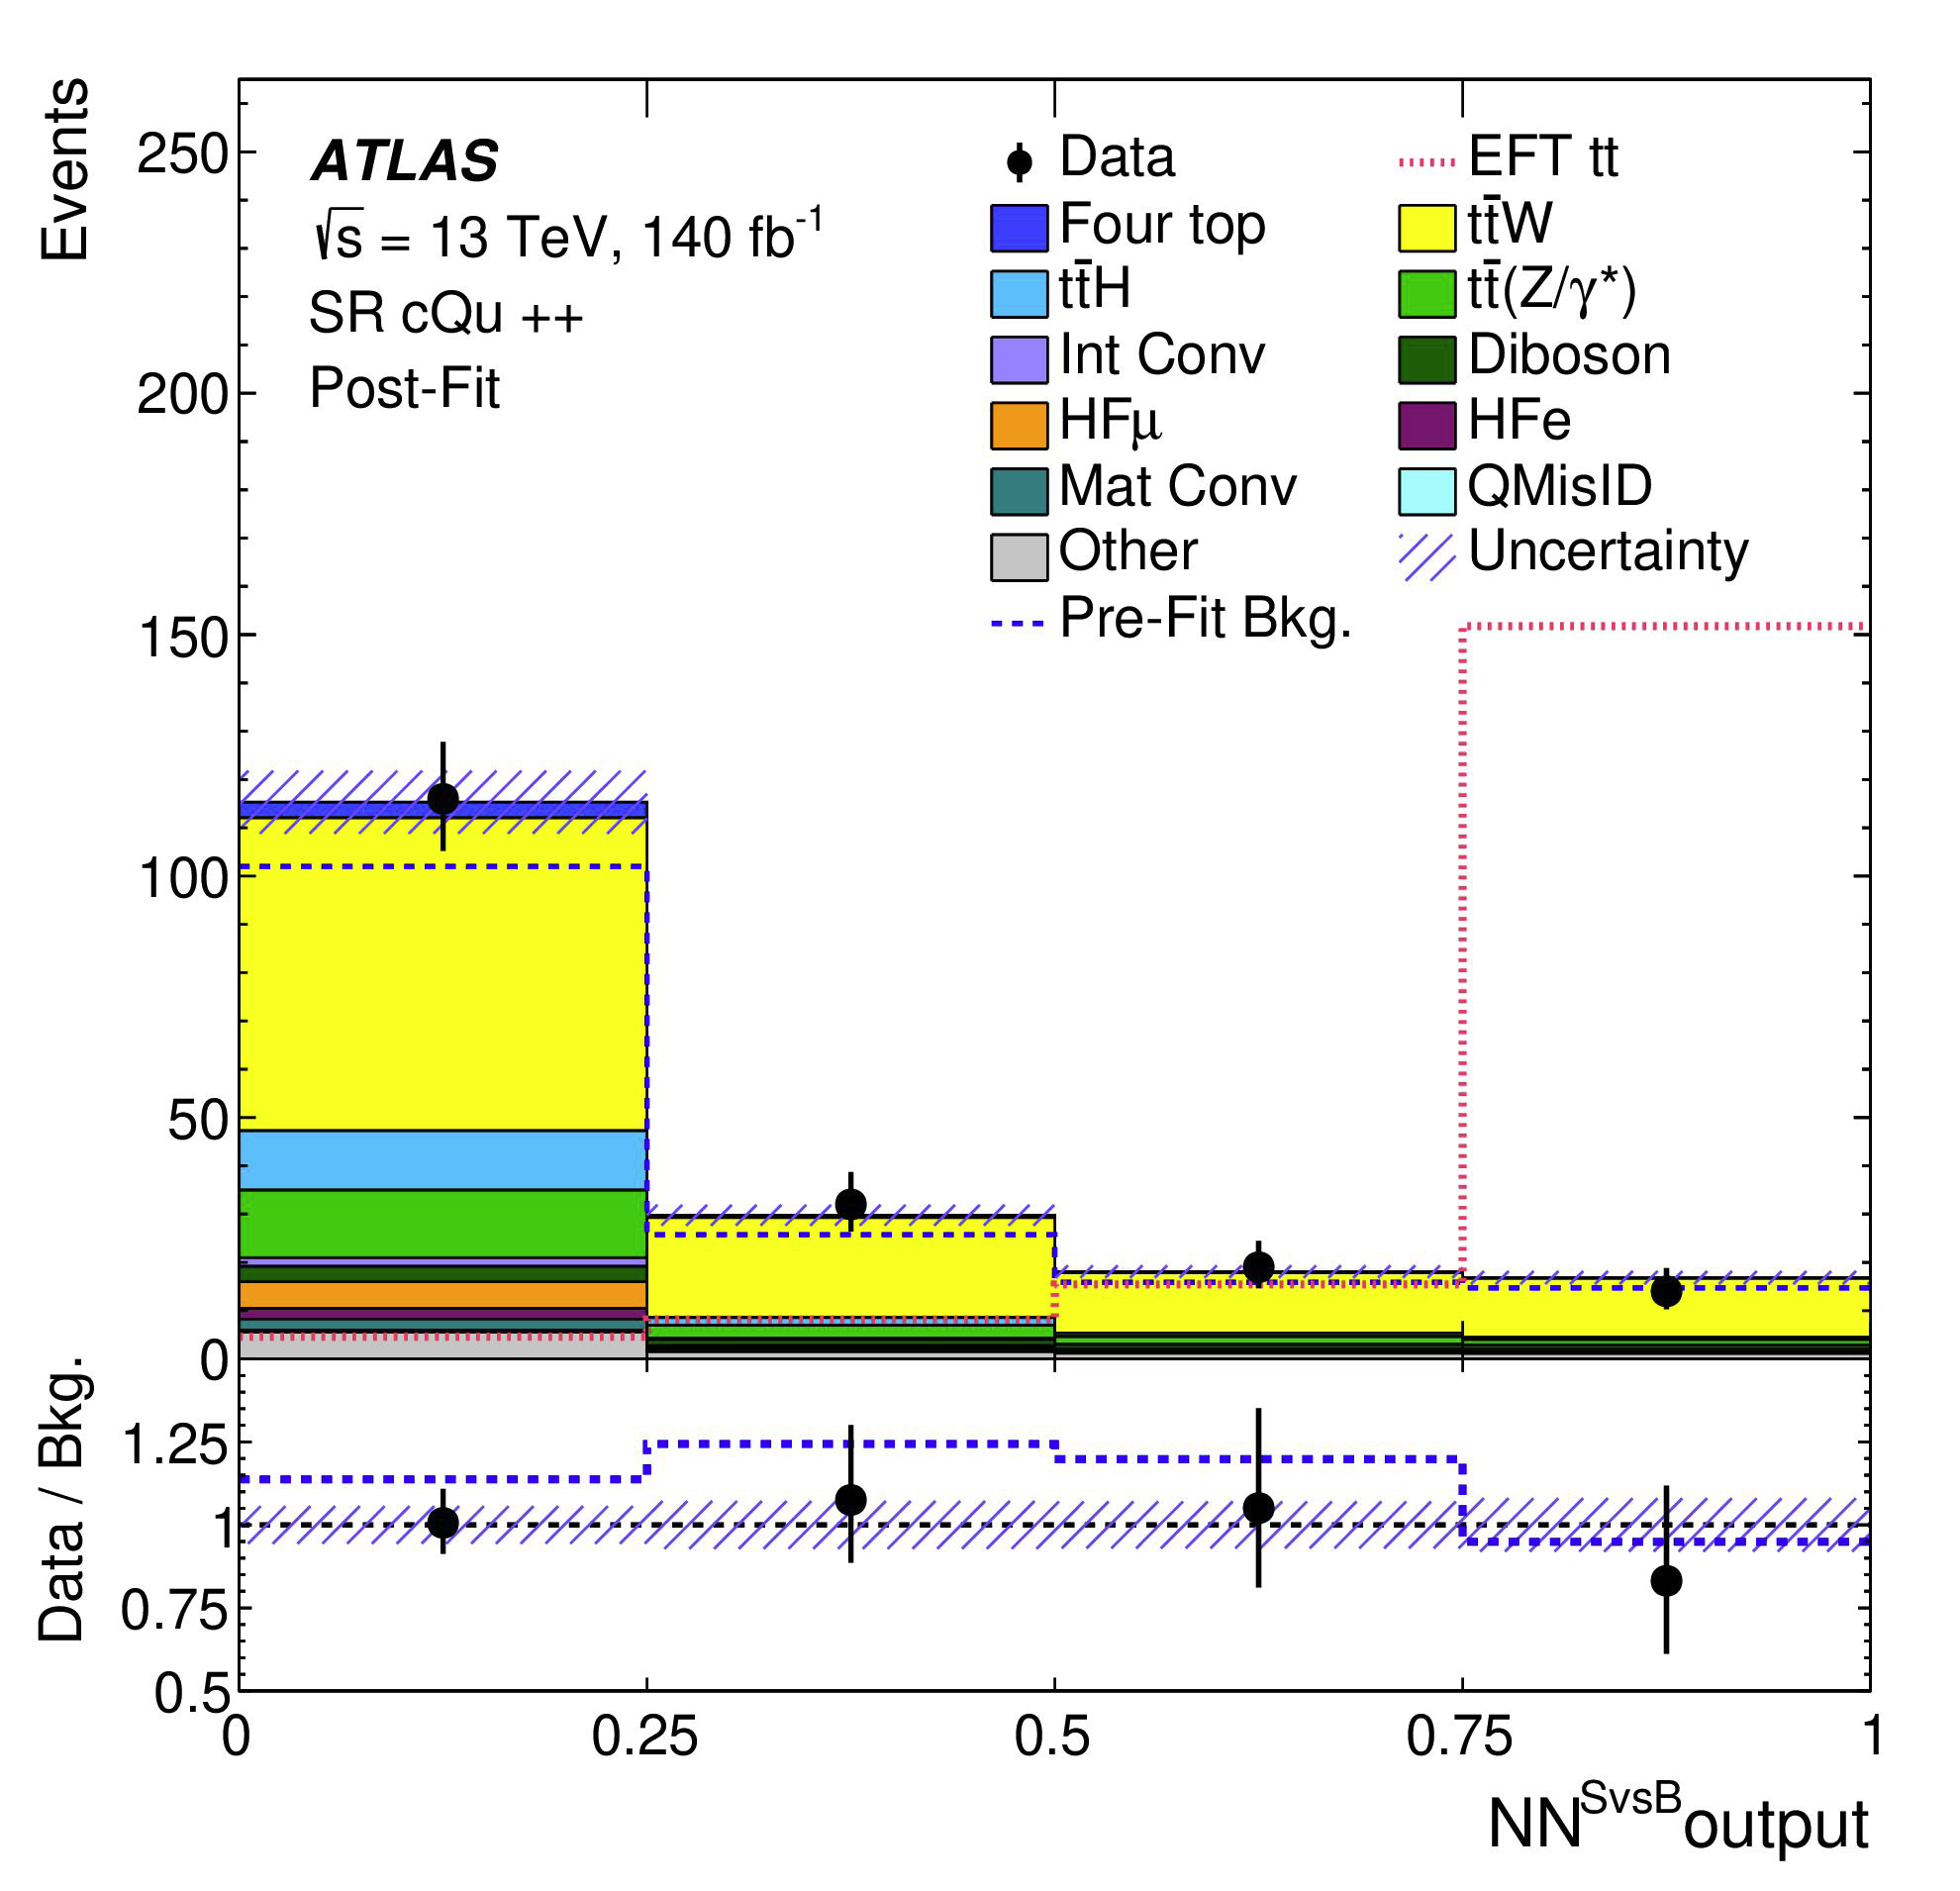 Events
250
200
150
100
50
0
ATLAS
√s = 13 TeV, 140 fb-1
SR cQu ++
Post-Fit
Data
EFT tt
Four top
tt̄W
tt̄H
tt̄(Z/γ*)
Int Conv
Diboson
HFμ
HFe
Mat Conv
QMisID
Other
Uncertainty
Pre-Fit Bkg.
Data / Bkg.
1.25
1
0.75
0.5
0 0.25 0.5 0.75 1
NNSvsB output